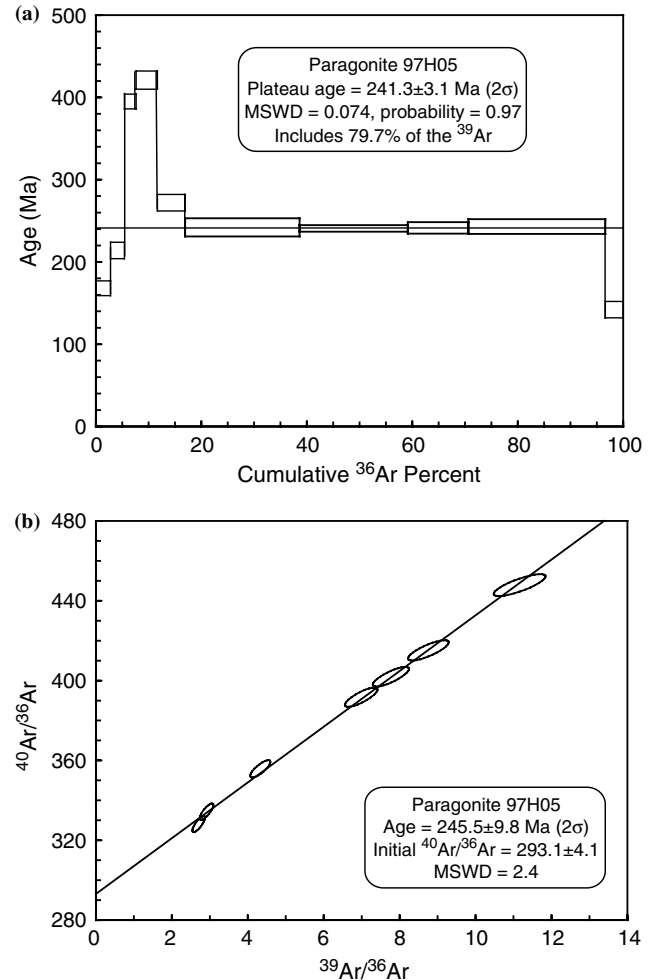 (a)
500
400
300
200
100
0
Age (Ma)
Paragonite 97H05
Plateau age = 241.3±3.1 Ma (2σ)
MSWD = 0.074, probability = 0.97
Includes 79.7% of the ³⁹Ar
0 20 40 60 80 100
Cumulative ³⁶Ar Percent
(b)
480
440
400
360
320
280
⁴⁰Ar/³⁶Ar
Paragonite 97H05
Age = 245.5±9.8 Ma (2σ)
Initial ⁴⁰Ar/³⁶Ar = 293.1±4.1
MSWD = 2.4
0 2 4 6 8 10 12 14
³⁹Ar/³⁶Ar